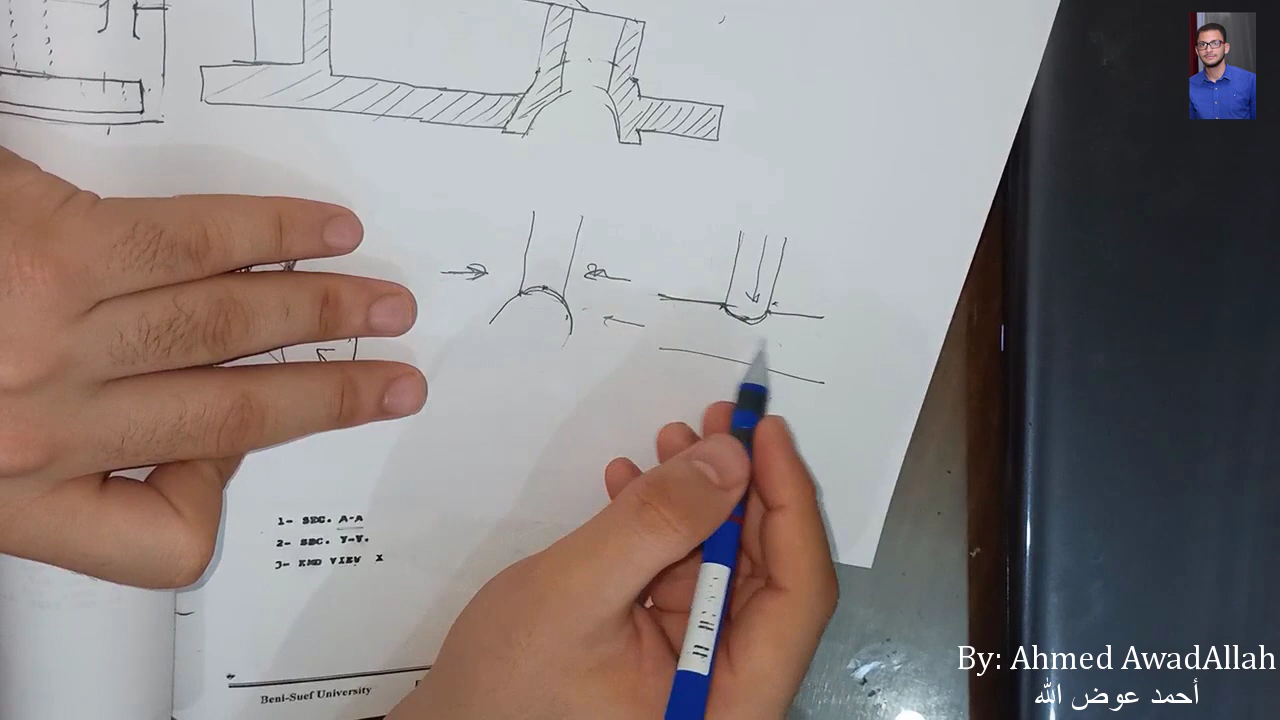 1- SEC. A-A
2- SEC. Y-Y.
3- END VIEW X
Beni-Suef University
By: Ahmed AwadAllah
أحمد عوض الله